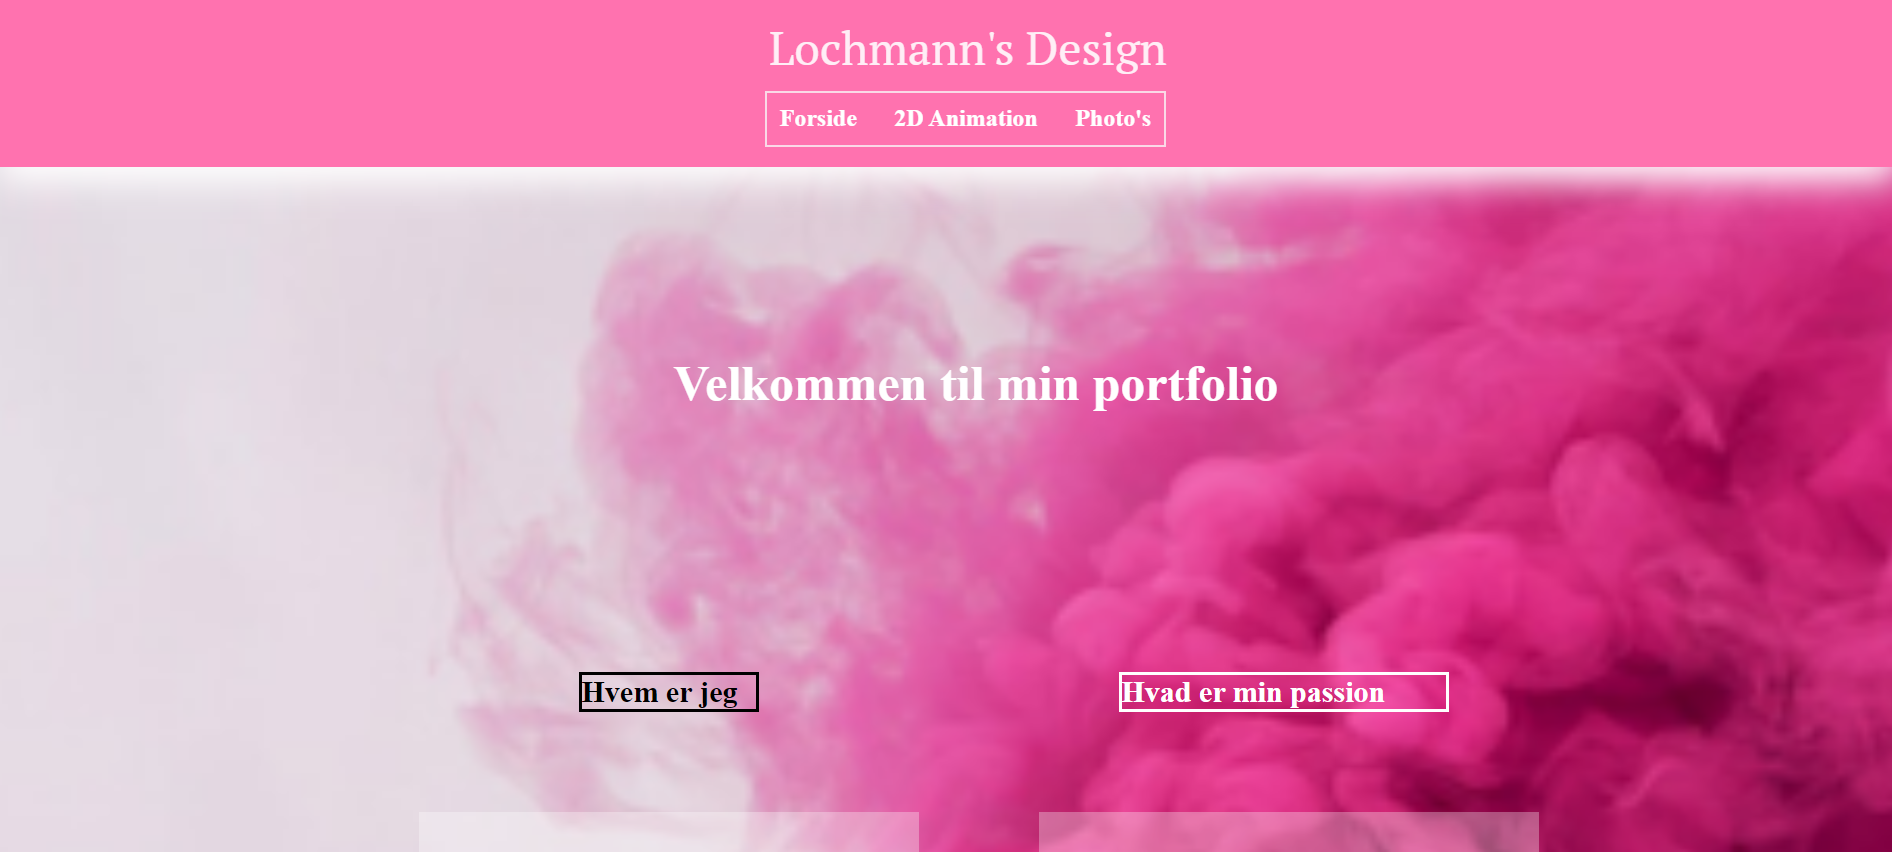 Lochmann's Design
Forside 2D Animation Photo's
Velkommen til min portfolio
Hvem er jeg Hvad er min passion